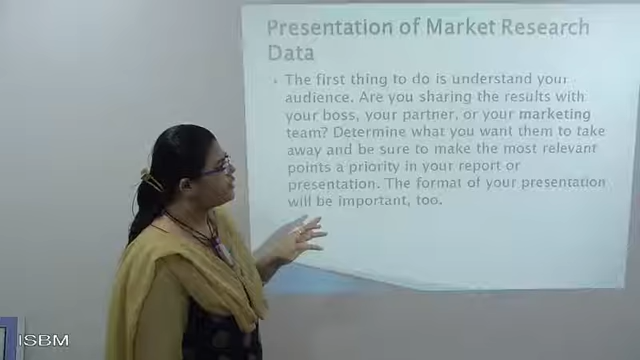 Presentation of Market Research
Data
The first thing to do is understand your
audience. Are you sharing the results with
your boss, your partner, or your marketing
team? Determine what you want them to take
away and be sure to make the most relevant
points a priority in your report or
presentation. The format of your presentation
will be important, too.
ISBM